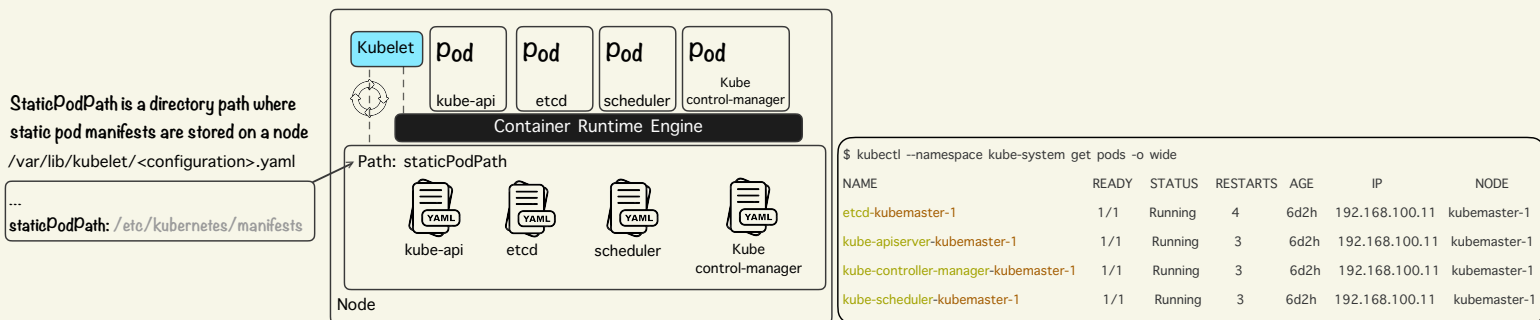 StaticPodPath is a directory path where
static pod manifests are stored on a node
/var/lib/kubelet/<configuration>.yaml
...
staticPodPath: /etc/kubernetes/manifests
Kubelet
Pod
kube-api
Pod
etcd
Pod
scheduler
Pod
Kube
control-manager
Container Runtime Engine
Path: staticPodPath
YAML
kube-api
YAML
etcd
YAML
scheduler
YAML
Kube
control-manager
Node
$ kubectl --namespace kube-system get pods -o wide
NAME READY STATUS RESTARTS AGE IP NODE
etcd-kubemaster-1 1/1 Running 4 6d2h 192.168.100.11 kubemaster-1
kube-apiserver-kubemaster-1 1/1 Running 3 6d2h 192.168.100.11 kubemaster-1
kube-controller-manager-kubemaster-1 1/1 Running 3 6d2h 192.168.100.11 kubemaster-1
kube-scheduler-kubemaster-1 1/1 Running 3 6d2h 192.168.100.11 kubemaster-1